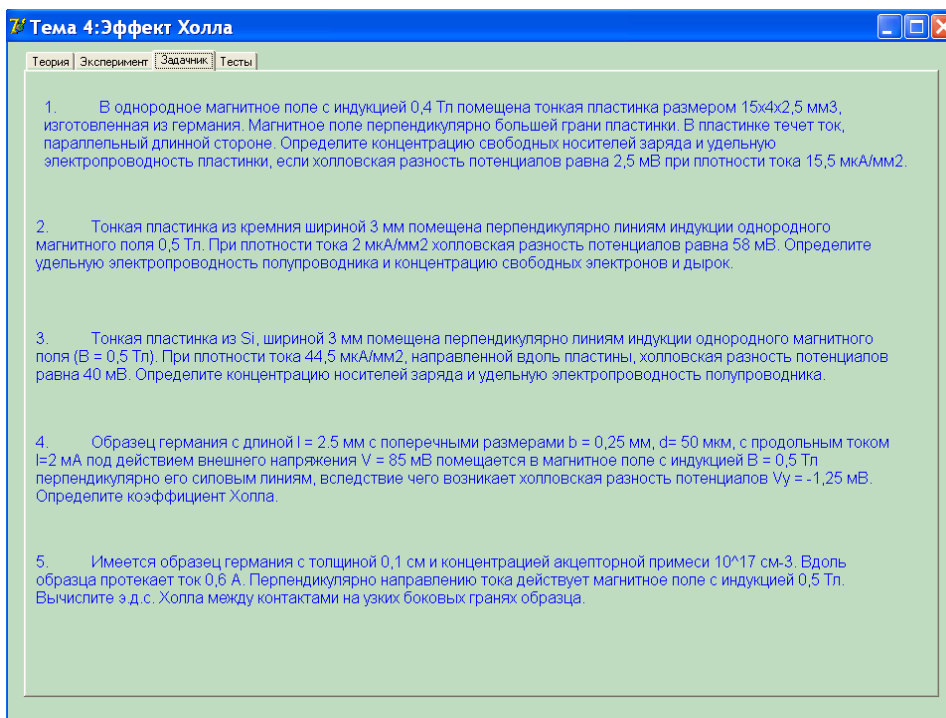 Тема 4:Эффект Холла
Теория Эксперимент Задачник Тесты
1. В однородное магнитное поле с индукцией 0,4 Тл помещена тонкая пластинка размером 15х4х2,5 мм3,
изготовленная из германия. Магнитное поле перпендикулярно большей грани пластинки. В пластинке течет ток,
параллельный длинной стороне. Определите концентрацию свободных носителей заряда и удельную
электропроводность пластинки, если холловская разность потенциалов равна 2,5 мВ при плотности тока 15,5 мкА/мм2.
2. Тонкая пластинка из кремния шириной 3 мм помещена перпендикулярно линиям индукции однородного
магнитного поля 0,5 Тл. При плотности тока 2 мкА/мм2 холловская разность потенциалов равна 58 мВ. Определите
удельную электропроводность полупроводника и концентрацию свободных электронов и дырок.
3. Тонкая пластинка из Si, шириной 3 мм помещена перпендикулярно линиям индукции однородного магнитного
поля (B = 0,5 Тл). При плотности тока 44,5 мкА/мм2, направленной вдоль пластины, холловская разность потенциалов
равна 40 мВ. Определите концентрацию носителей заряда и удельную электропроводность полупроводника.
4. Образец германия с длиной l = 2.5 мм с поперечными размерами b = 0,25 мм, d= 50 мкм, с продольным током
I=2 мА под действием внешнего напряжения V = 85 мВ помещается в магнитное поле с индукцией B = 0,5 Тл
перпендикулярно его силовым линиям, вследствие чего возникает холловская разность потенциалов Vy = -1,25 мВ.
Определите коэффициент Холла.
5. Имеется образец германия с толщиной 0,1 см и концентрацией акцепторной примеси 10^17 см-3. Вдоль
образца протекает ток 0,6 А. Перпендикулярно направлению тока действует магнитное поле с индукцией 0,5 Тл.
Вычислите э.д.с. Холла между контактами на узких боковых гранях образца.